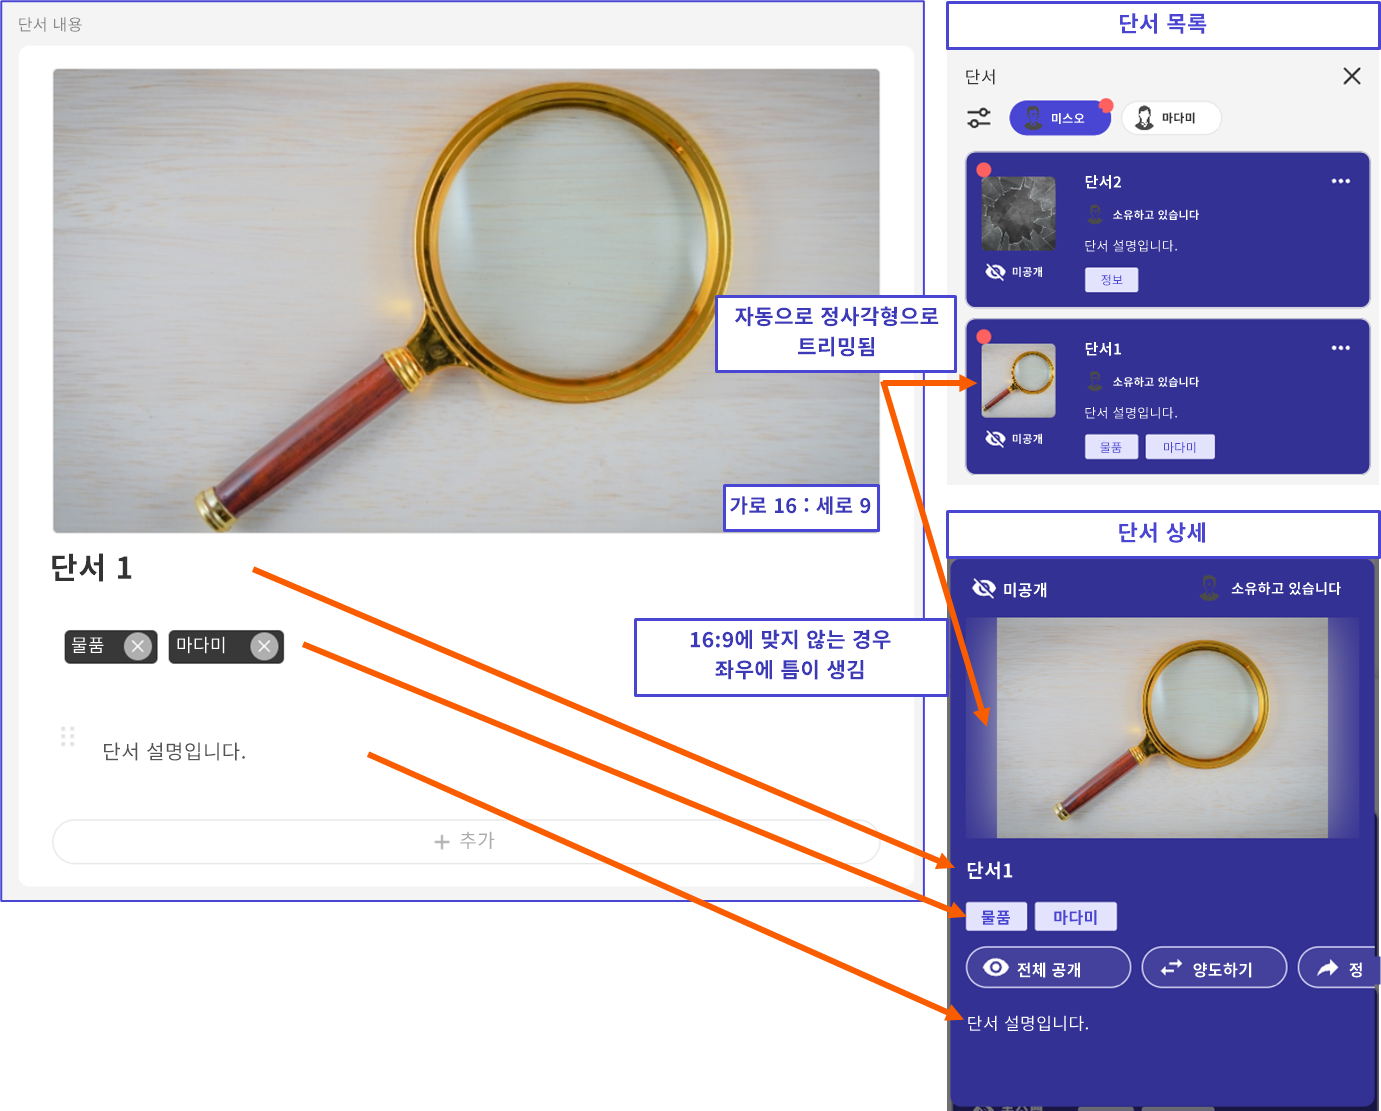 단서 내용
가로 16 : 세로 9
단서 1
물품
마다미
단서 설명입니다.
추가
자동으로 정사각형으로
트리밍됨
16:9에 맞지 않는 경우
좌우에 틈이 생김
단서 목록
단서
미스오
마다미
단서2
소유하고 있습니다
단서 설명입니다.
미공개
정보
단서1
소유하고 있습니다
단서 설명입니다.
미공개
물품
마다미
단서 상세
미공개
소유하고 있습니다
단서1
물품
마다미
전체 공개
양도하기
정
단서 설명입니다.